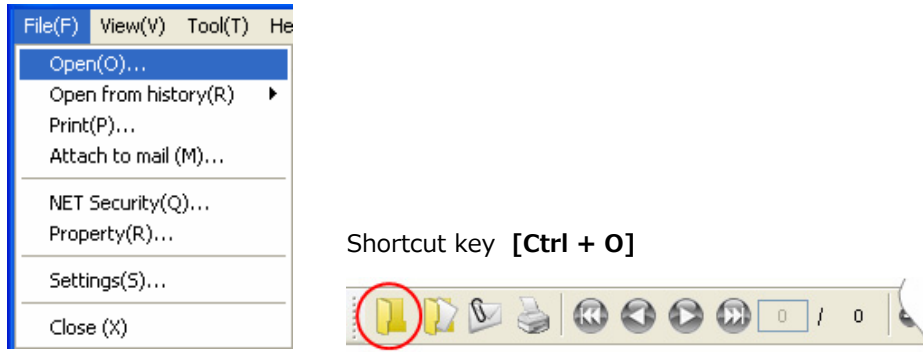 File(F) View(V) Tool(T) He
Open(O)...
Open from history(R)
Print(P)...
Attach to mail (M)...
NET Security(Q)...
Property(R)...
Settings(S)...
Close (X)
Shortcut key [Ctrl + O]
0 / 0